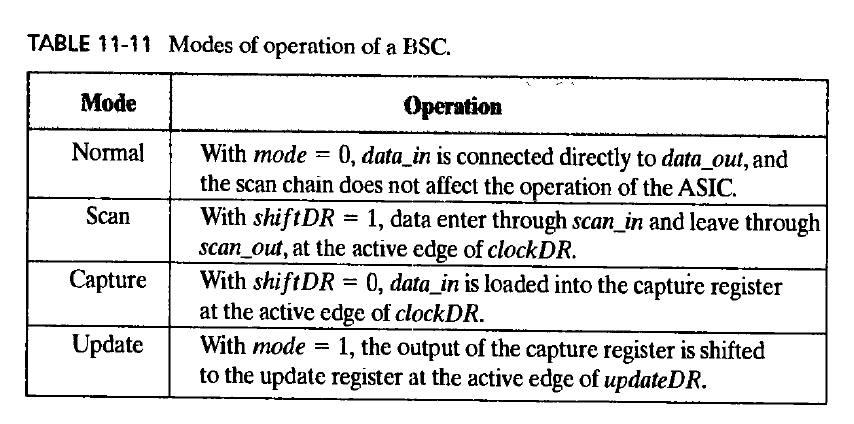 TABLE 11-11 Modes of operation of a BSC.
Mode Operation
Normal With mode = 0, data_in is connected directly to data_out, and
the scan chain does not affect the operation of the ASIC.
Scan With shiftDR = 1, data enter through scan_in and leave through
scan_out, at the active edge of clockDR.
Capture With shiftDR = 0, data_in is loaded into the capture register
at the active edge of clockDR.
Update With mode = 1, the output of the capture register is shifted
to the update register at the active edge of updateDR.